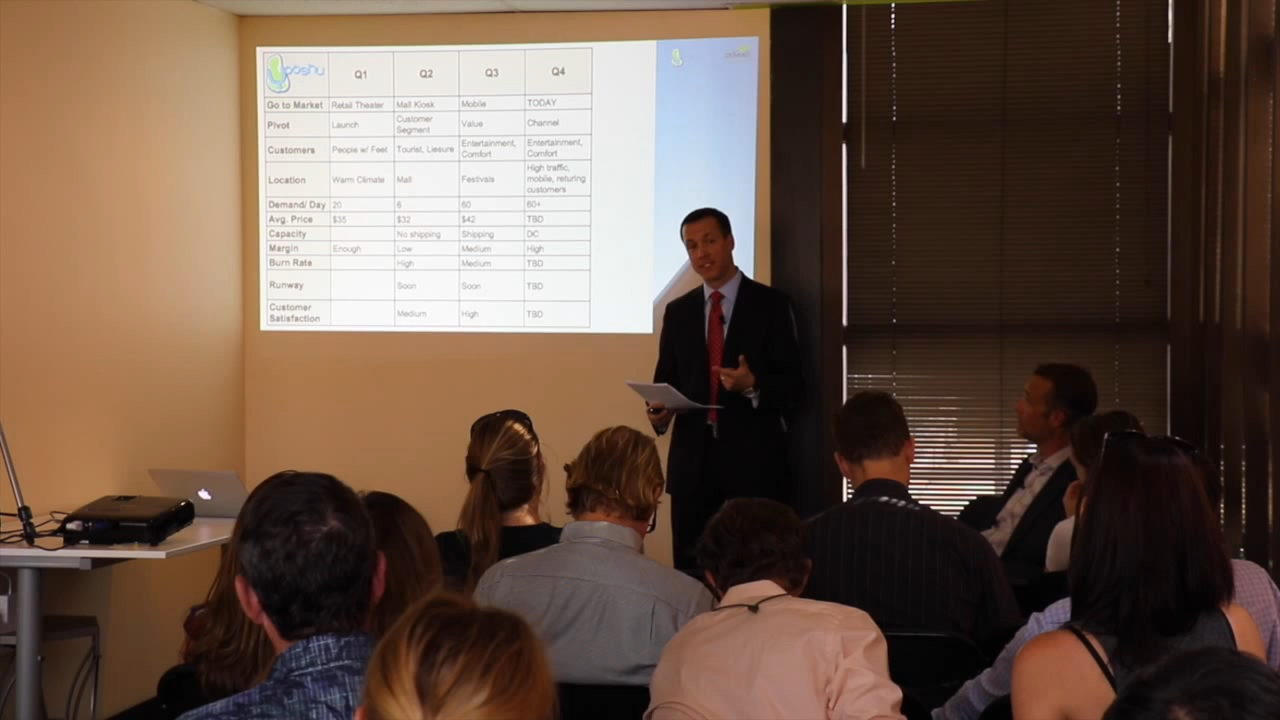 poshu Q1 Q2 Q3 Q4
Go to Market Retail Theater Mall Kiosk Mobile TODAY
Pivot Launch Customer Segment Value Channel
Customers People w/ Feet Tourist, Liesure Entertainment, Comfort Entertainment, Comfort
Location Warm Climate Mall Festivals High traffic, mobile, returing customers
Demand/ Day 20 6 60 60+
Avg. Price $35 $32 $42 TBD
Capacity No shipping Shipping DC
Margin Enough Low Medium High
Burn Rate High Medium TBD
Runway Soon Soon TBD
Customer Satisfaction Medium High TBD